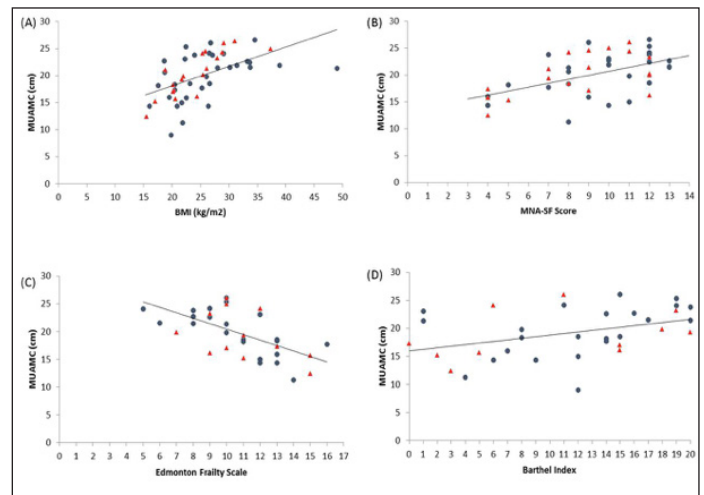 (A)
MUAMC (cm)
30
25
20
15
10
5
0
0 5 10 15 20 25 30 35 40 45 50
BMI (kg/m2)
(B)
MUAMC (cm)
30
25
20
15
10
5
0
0 1 2 3 4 5 6 7 8 9 10 11 12 13 14
MNA-SF Score
(C)
MUAMC (cm)
30
25
20
15
10
5
0
0 1 2 3 4 5 6 7 8 9 10 11 12 13 14 15 16 17
Edmonton Frailty Scale
(D)
MUAMC (cm)
30
25
20
15
10
5
0
0 1 2 3 4 5 6 7 8 9 10 11 12 13 14 15 16 17 18 19 20
Barthel Index